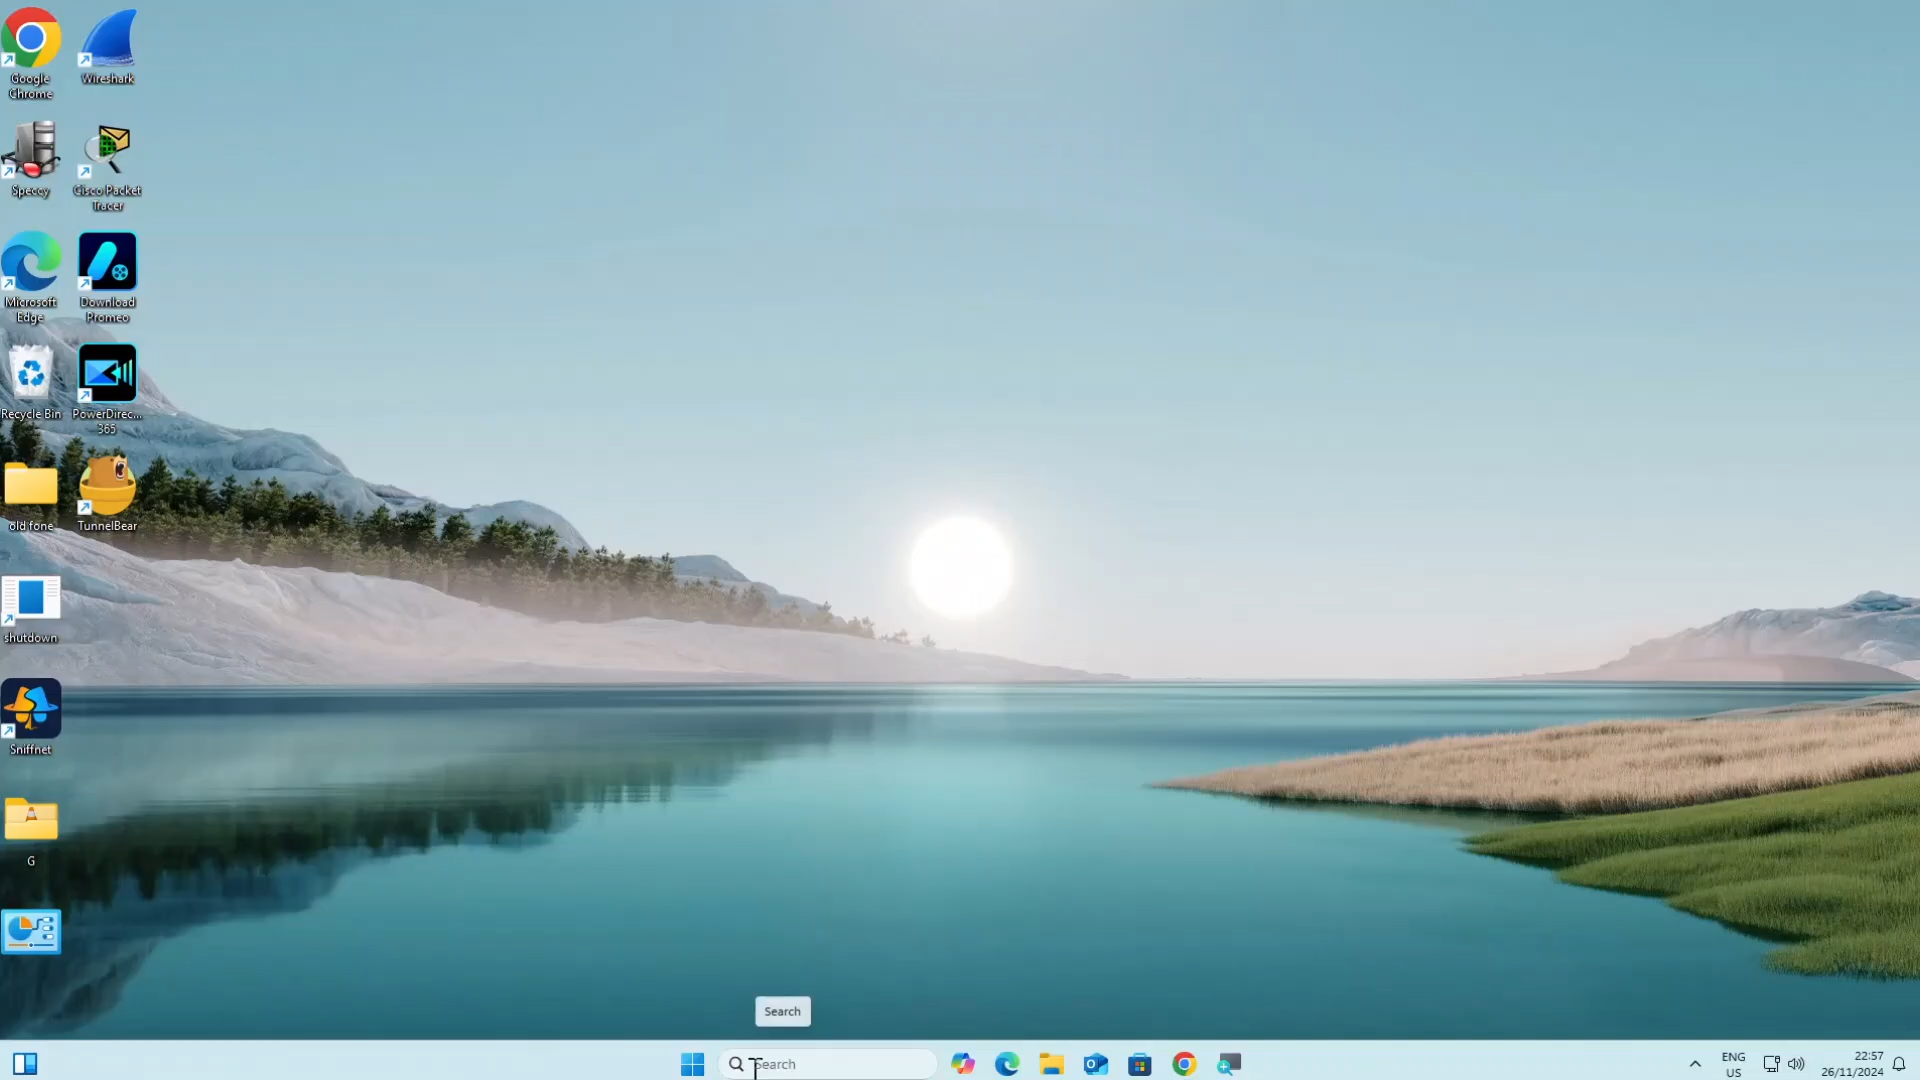 Google
Chrome
Wireshark
Speccy
Cisco Packet
Tracer
Microsoft
Edge
Download
Promeo
Recycle Bin
PowerDirec...
365
old fone
TunnelBear
shutdown
Sniffnet
G
Search
Search
ENG
US
22:57
26/11/2024